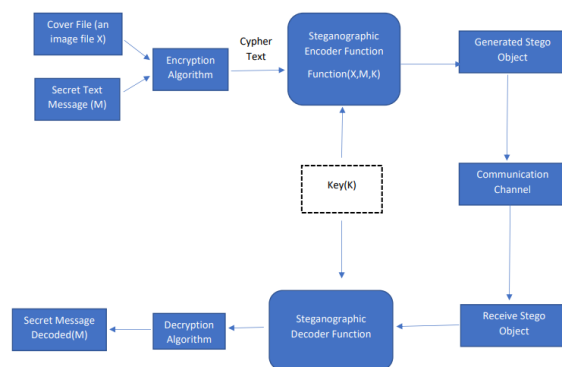 Cover File (an
image file X)
Secret Text
Message (M)
Encryption
Algorithm
Cypher
Text
Steganographic
Encoder Function
Function(X,M,K)
Generated Stego
Object
Key(K)
Communication
Channel
Secret Message
Decoded(M)
Decryption
Algorithm
Steganographic
Decoder Function
Receive Stego
Object